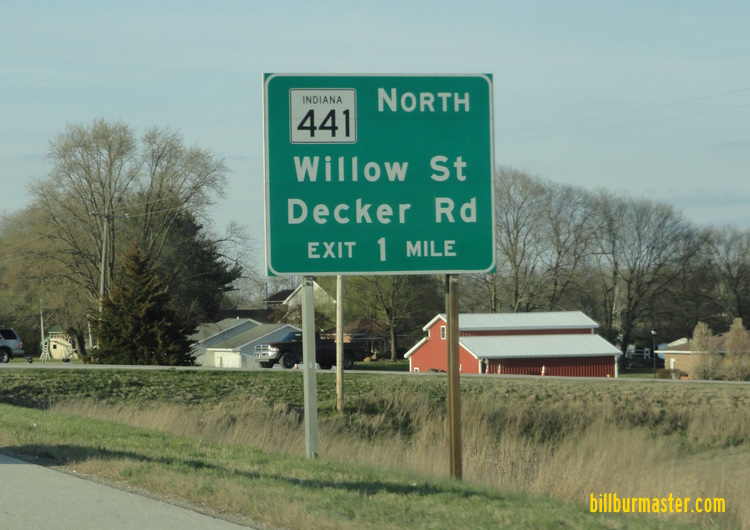 INDIANA
441
NORTH
Willow St
Decker Rd
EXIT 1 MILE
billburmaster.com